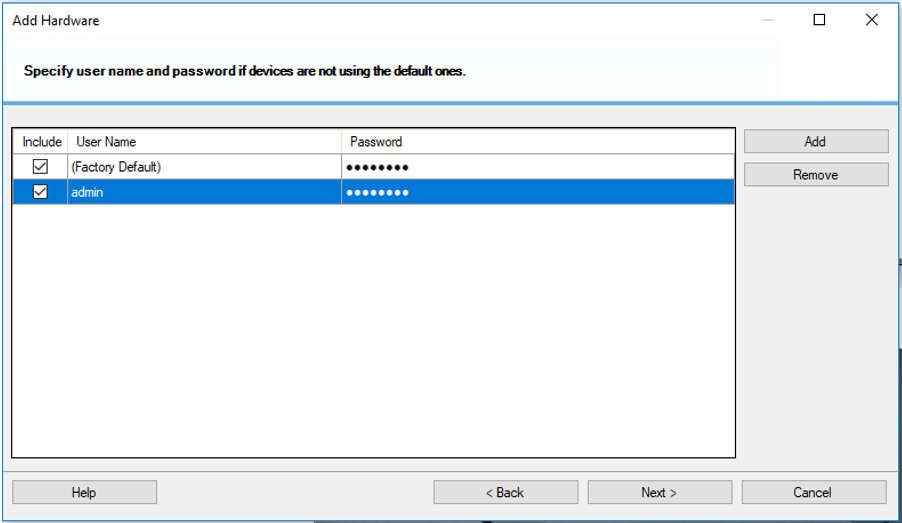 Add Hardware
Specify user name and password if devices are not using the default ones.
Include User Name Password
(Factory Default) ●●●●●●●●
admin ●●●●●●●●
Add
Remove
Help < Back Next > Cancel